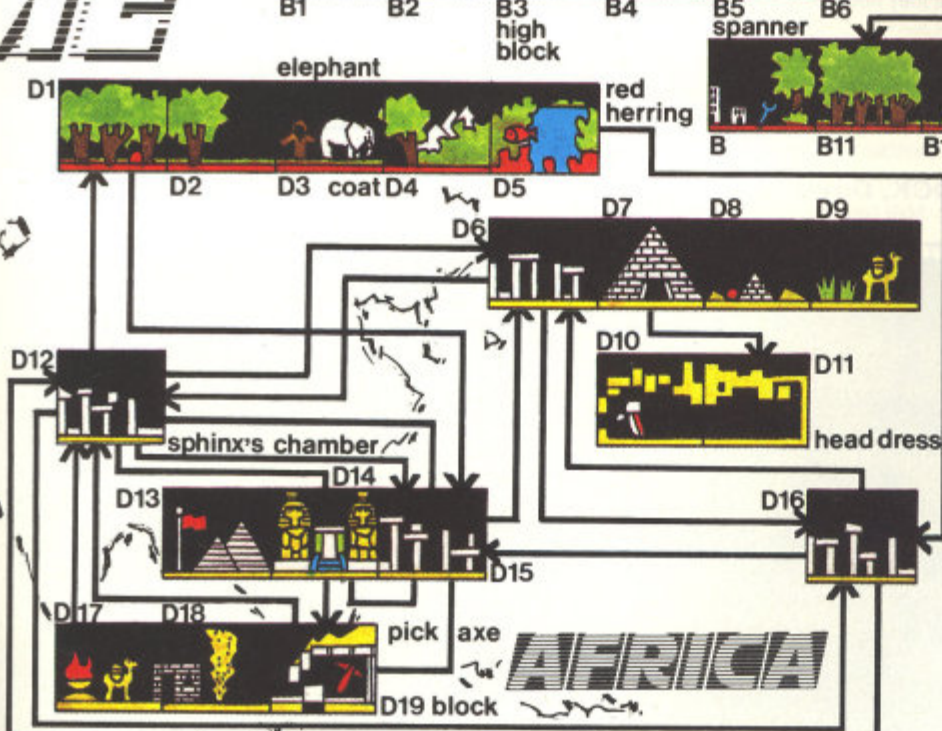 B1 B2 B3 B4 B5 B6
high
block
spanner
elephant
D1
red
herring
B B11
D2 D3 coat D4 D5
D6 D7 D8 D9
D10
D11
D12
head dress
sphinx's chamber
D13 D14
D16
D15
D17 D18
pick axe
AFRICA
D19 block